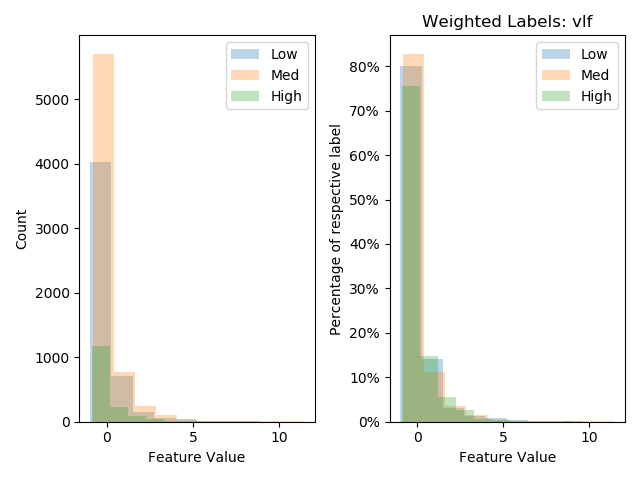 Weighted Labels: vlf
Low
Med
High
Count
5000
4000
3000
2000
1000
0
0 5 10
Feature Value
Low
Med
High
Percentage of respective label
80%
70%
60%
50%
40%
30%
20%
10%
0%
0 5 10
Feature Value